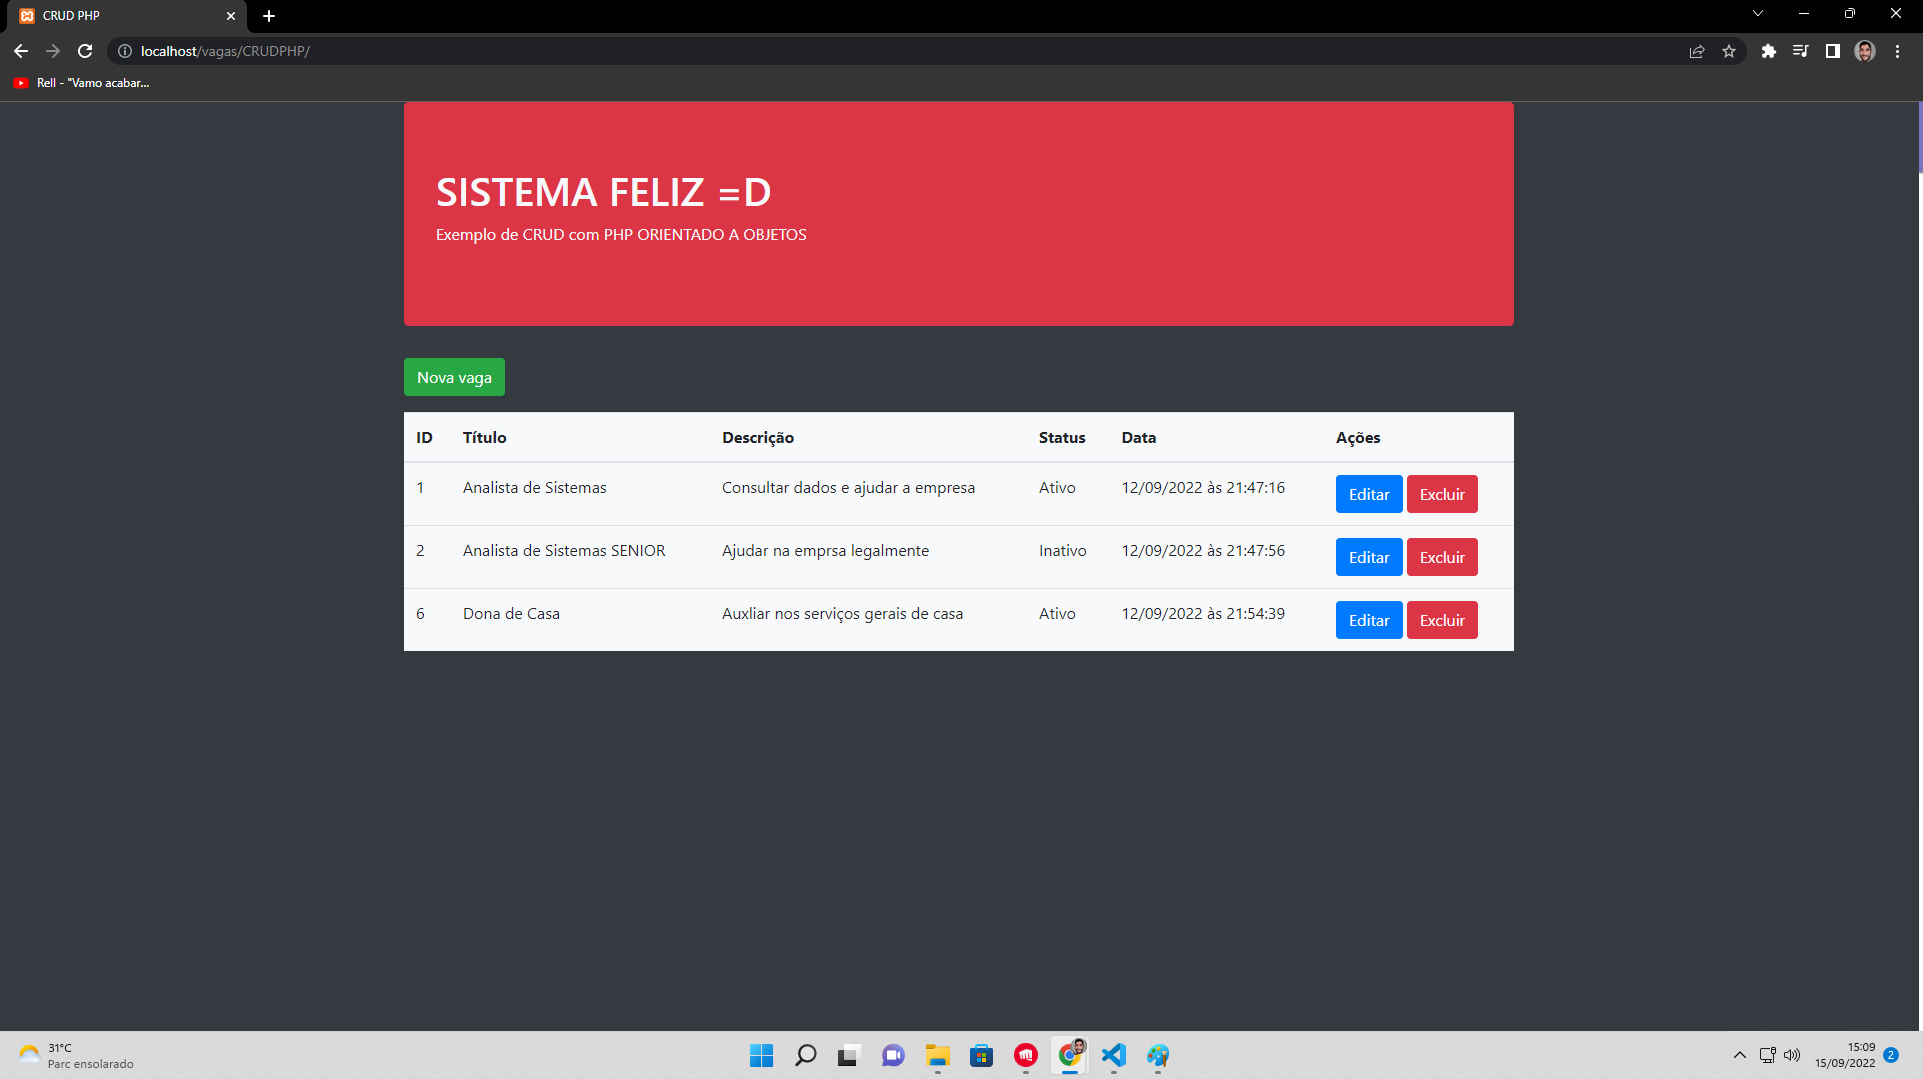 CRUD PHP
localhost/vagas/CRUDPHP/
Rell - "Vamo acabar...
SISTEMA FELIZ =D
Exemplo de CRUD com PHP ORIENTADO A OBJETOS
Nova vaga
ID Título Descrição Status Data Ações
1 Analista de Sistemas Consultar dados e ajudar a empresa Ativo 12/09/2022 às 21:47:16 Editar Excluir
2 Analista de Sistemas SENIOR Ajudar na emprsa legalmente Inativo 12/09/2022 às 21:47:56 Editar Excluir
6 Dona de Casa Auxliar nos serviços gerais de casa Ativo 12/09/2022 às 21:54:39 Editar Excluir
31°C
Parc ensolarado
15:09
15/09/2022
2